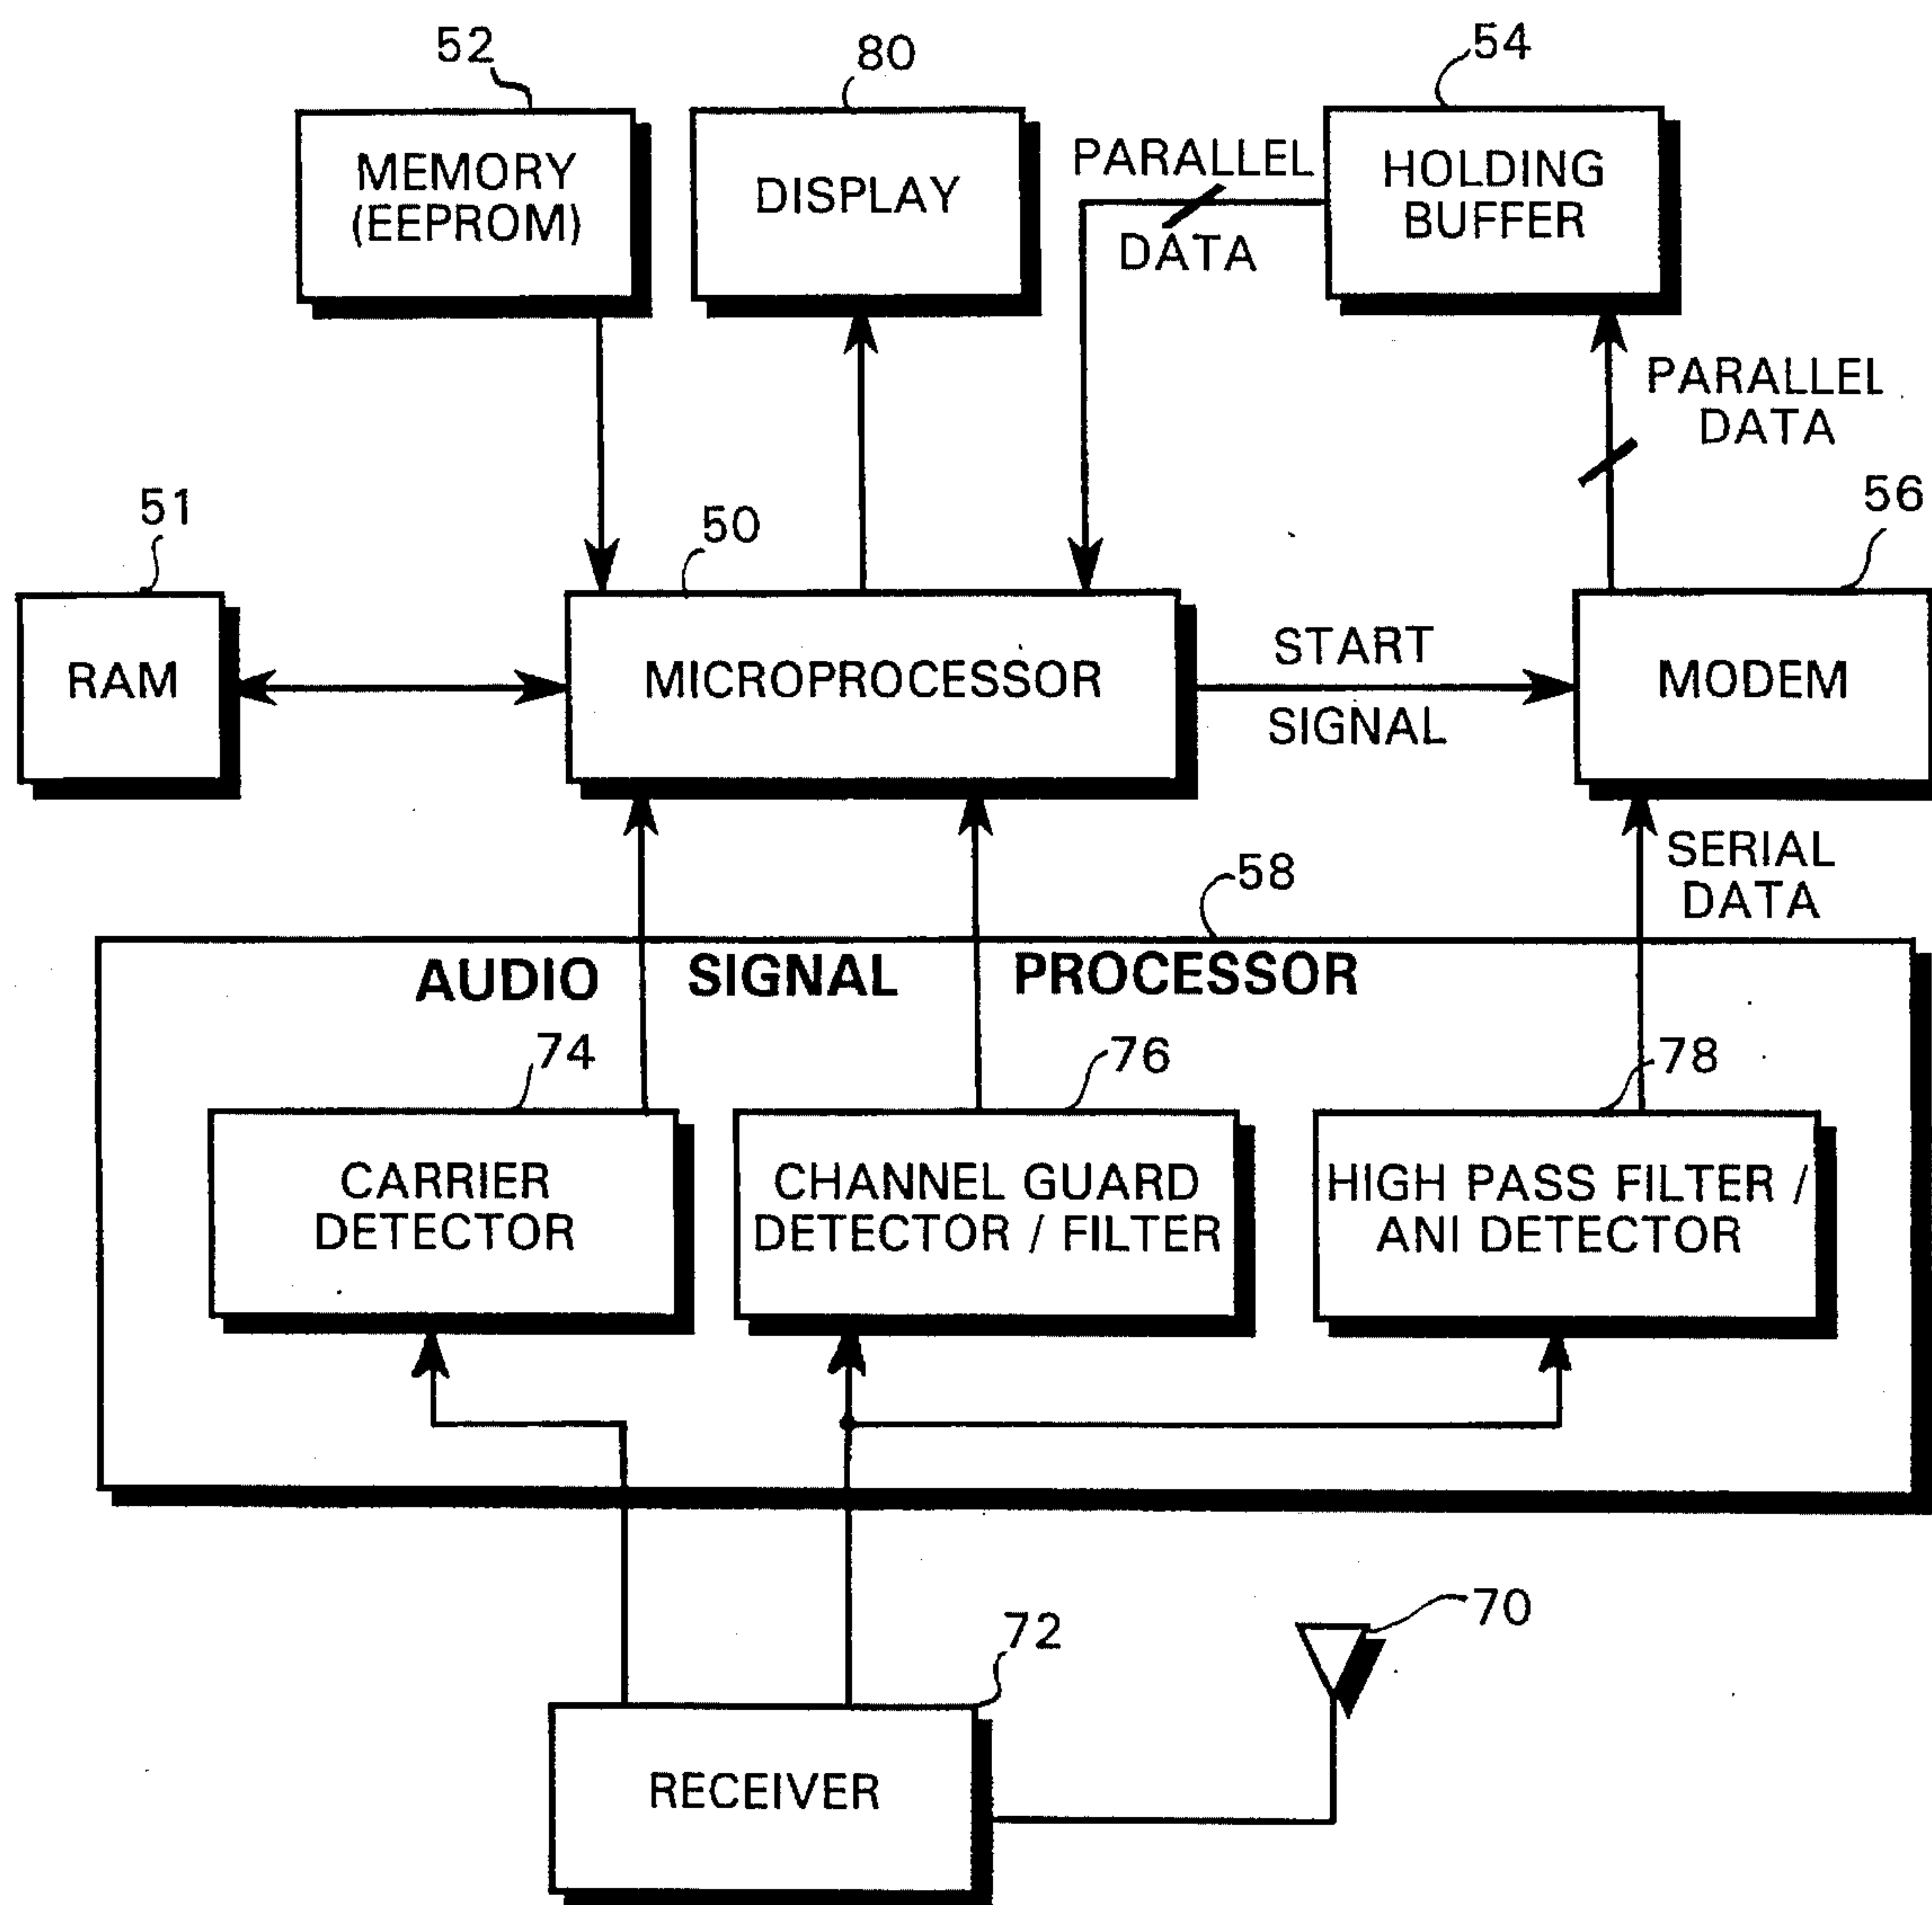 52
80
54
MEMORY
(EEPROM)
DISPLAY
PARALLEL
DATA
HOLDING
BUFFER
PARALLEL
DATA
51
50
56
RAM
MICROPROCESSOR
START
SIGNAL
MODEM
SERIAL
DATA
58
AUDIO SIGNAL PROCESSOR
74
76
78
CARRIER
DETECTOR
CHANNEL GUARD
DETECTOR / FILTER
HIGH PASS FILTER /
ANI DETECTOR
72
70
RECEIVER